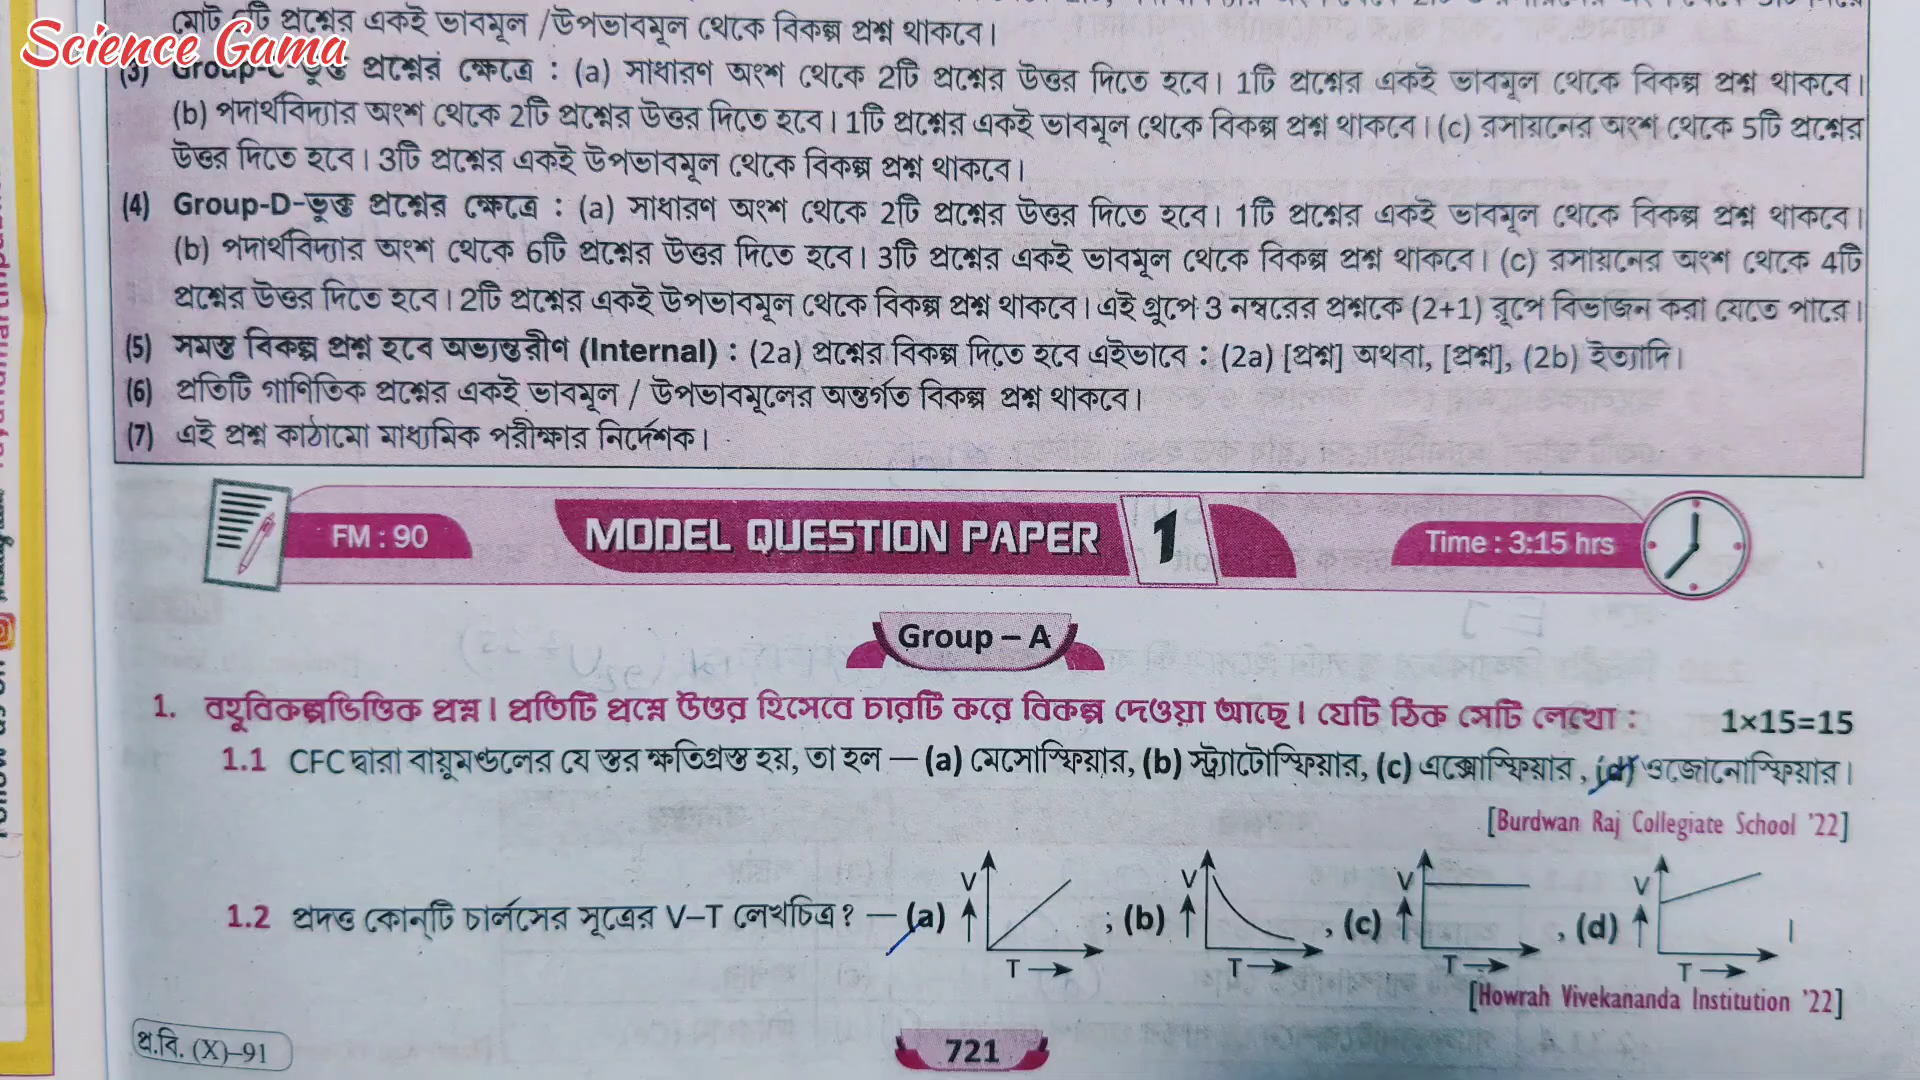 মোট 6টি প্রশ্নের একই ভাবমূল /উপভাবমূল থেকে বিকল্প প্রশ্ন থাকবে।
Science Gama
(3) Group-C-ভুক্ত প্রশ্নের ক্ষেত্রে : (a) সাধারণ অংশ থেকে 2টি প্রশ্নের উত্তর দিতে হবে। 1টি প্রশ্নের একই ভাবমূল থেকে বিকল্প প্রশ্ন থাকবে।
(b) পদার্থবিদ্যার অংশ থেকে 2টি প্রশ্নের উত্তর দিতে হবে। 1টি প্রশ্নের একই ভাবমূল থেকে বিকল্প প্রশ্ন থাকবে। (c) রসায়নের অংশ থেকে 5টি প্রশ্নের
উত্তর দিতে হবে। 3টি প্রশ্নের একই উপভাবমূল থেকে বিকল্প প্রশ্ন থাকবে।
(4) Group-D-ভুক্ত প্রশ্নের ক্ষেত্রে : (a) সাধারণ অংশ থেকে 2টি প্রশ্নের উত্তর দিতে হবে। 1টি প্রশ্নের একই ভাবমূল থেকে বিকল্প প্রশ্ন থাকবে।
(b) পদার্থবিদ্যার অংশ থেকে 6টি প্রশ্নের উত্তর দিতে হবে। 3টি প্রশ্নের একই ভাবমূল থেকে বিকল্প প্রশ্ন থাকবে। (c) রসায়নের অংশ থেকে 4টি
প্রশ্নের উত্তর দিতে হবে। 2টি প্রশ্নের একই উপভাবমূল থেকে বিকল্প প্রশ্ন থাকবে। এই গ্রুপে 3 নম্বরের প্রশ্নকে (2+1) রূপে বিভাজন করা যেতে পারে।
(5) সমস্ত বিকল্প প্রশ্ন হবে অভ্যন্তরীণ (Internal) : (2a) প্রশ্নের বিকল্প দিতে হবে এইভাবে : (2a) [প্রশ্ন] অথবা, [প্রশ্ন], (2b) ইত্যাদি।
(6) প্রতিটি গাণিতিক প্রশ্নের একই ভাবমূল / উপভাবমূলের অন্তর্গত বিকল্প প্রশ্ন থাকবে।
(7) এই প্রশ্ন কাঠামো মাধ্যমিক পরীক্ষার নির্দেশক।
FM : 90 MODEL QUESTION PAPER 1 Time : 3:15 hrs
Group – A
1. বহুবিকল্পভিত্তিক প্রশ্ন। প্রতিটি প্রশ্নে উত্তর হিসেবে চারটি করে বিকল্প দেওয়া আছে। যেটি ঠিক সেটি লেখো : 1×15=15
1.1 CFC দ্বারা বায়ুমণ্ডলের যে স্তর ক্ষতিগ্রস্ত হয়, তা হল — (a) মেসোস্ফিয়ার, (b) স্ট্র্যাটোস্ফিয়ার, (c) এক্সোস্ফিয়ার, (d) ওজোনোস্ফিয়ার।
[Burdwan Raj Collegiate School '22]
1.2 প্রদত্ত কোন্‌টি চার্লসের সূত্রের V–T লেখচিত্র? — (a) V T ; (b) V T , (c) V T , (d) V T ।
[Howrah Vivekananda Institution '22]
প্র.বি. (X)–91
721